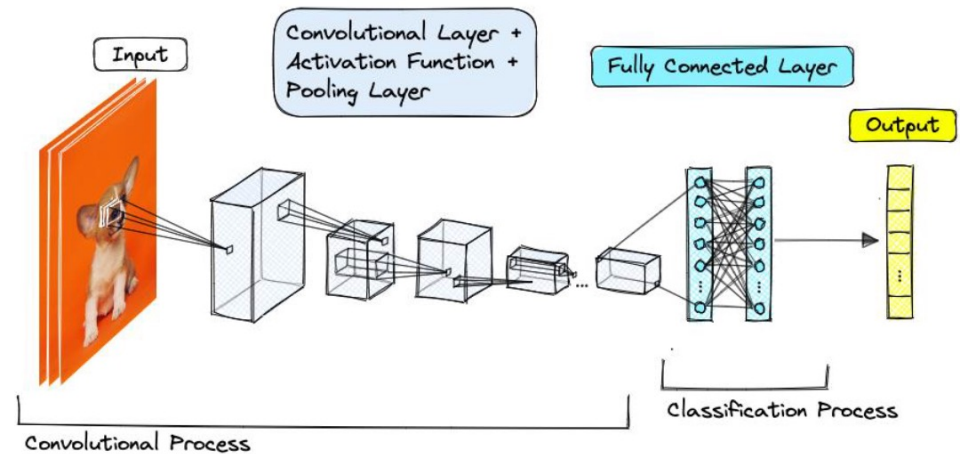 Input
Convolutional Layer +
Activation Function +
Pooling Layer
Fully Connected Layer
Output
...
...
...
...
Classification Process
Convolutional Process